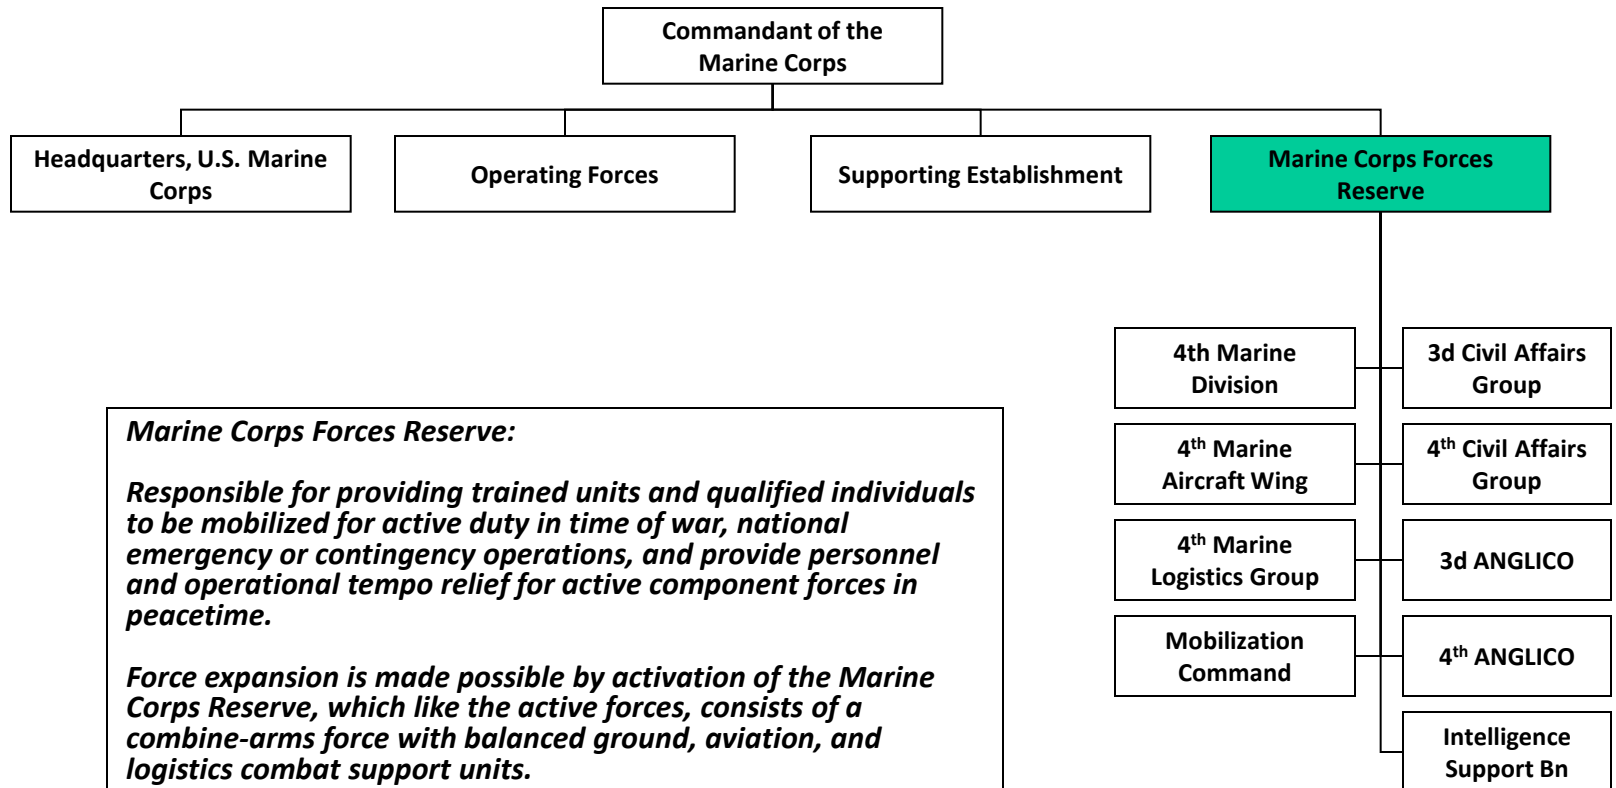 Commandant of the
Marine Corps
Headquarters, U.S. Marine
Corps
Operating Forces
Supporting Establishment
Marine Corps Forces
Reserve
4th Marine
Division
3d Civil Affairs
Group
4th Marine
Aircraft Wing
4th Civil Affairs
Group
4th Marine
Logistics Group
3d ANGLICO
Mobilization
Command
4th ANGLICO
Intelligence
Support Bn
Marine Corps Forces Reserve:
Responsible for providing trained units and qualified individuals
to be mobilized for active duty in time of war, national
emergency or contingency operations, and provide personnel
and operational tempo relief for active component forces in
peacetime.
Force expansion is made possible by activation of the Marine
Corps Reserve, which like the active forces, consists of a
combine-arms force with balanced ground, aviation, and
logistics combat support units.